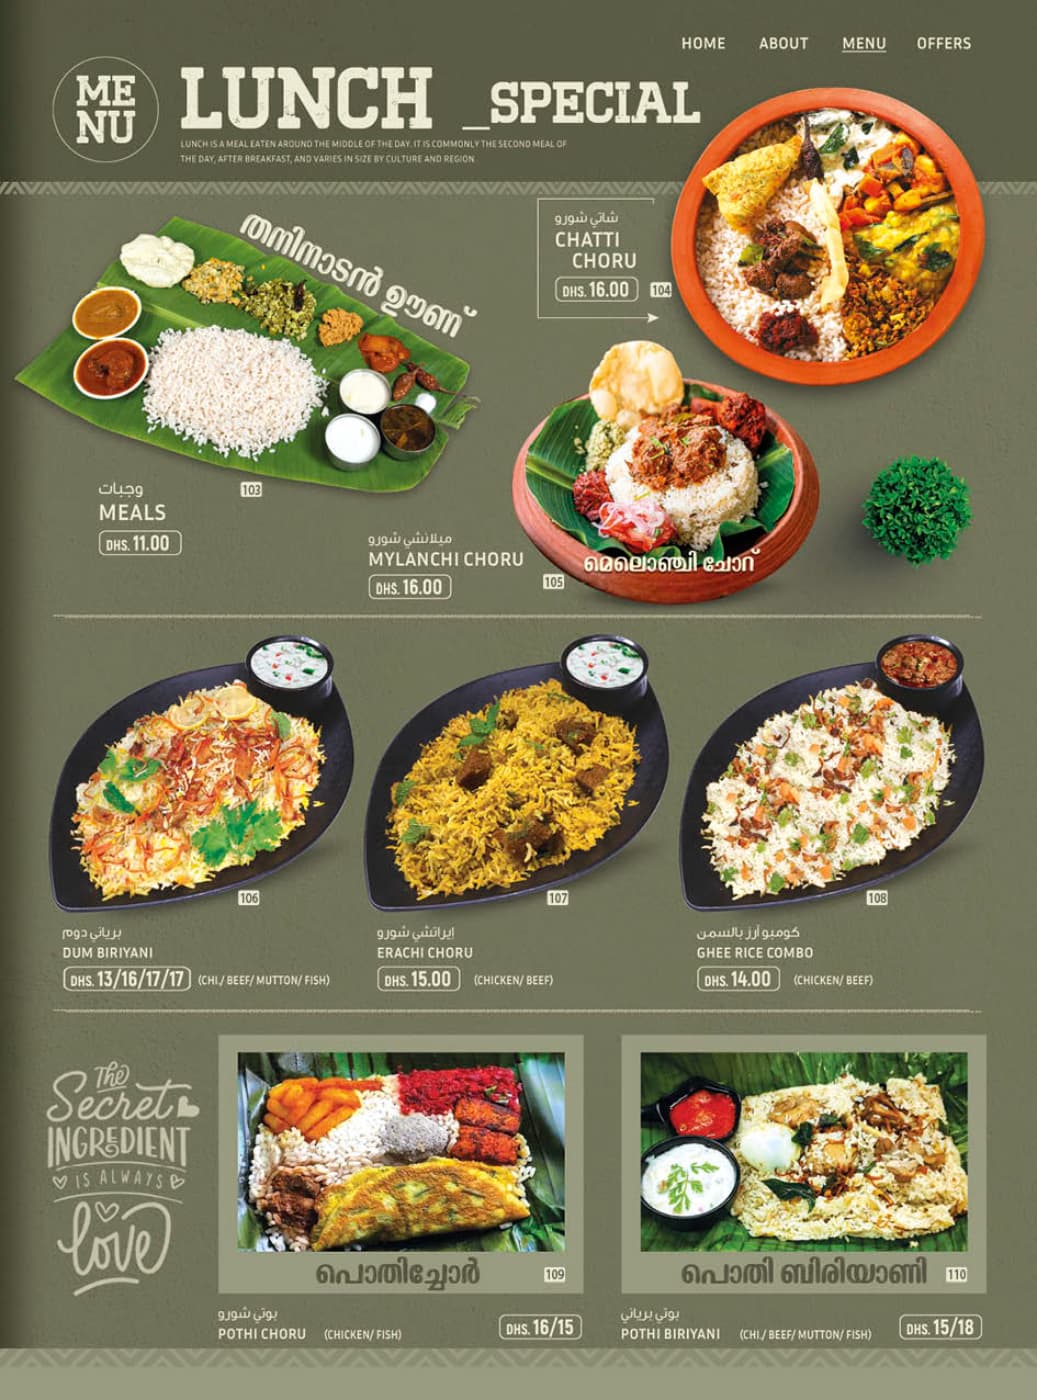 HOME ABOUT MENU OFFERS
ME
NU
LUNCH _SPECIAL
LUNCH IS A MEAL EATEN AROUND THE MIDDLE OF THE DAY. IT IS COMMONLY THE SECOND MEAL OF
THE DAY, AFTER BREAKFAST, AND VARIES IN SIZE BY CULTURE AND REGION.
شاتي شورو
CHATTI
CHORU
DHS. 16.00
104
തനിനാടൻ ഊണ്
وجبات
103
MEALS
DHS. 11.00
ميلانشي شورو
MYLANCHI CHORU
DHS. 16.00
105
മെലൊഞ്ചി ചോറ്
106
برياني دوم
DUM BIRIYANI
DHS. 13/16/17/17 (CHI./ BEEF/ MUTTON/ FISH)
107
إيراتشي شورو
ERACHI CHORU
DHS. 15.00 (CHICKEN/ BEEF)
108
كومبو أرز بالسمن
GHEE RICE COMBO
DHS. 14.00 (CHICKEN/ BEEF)
The
Secret
INGREDIENT
IS ALWAYS
love
പൊതിച്ചോർ 109
بوتي شورو
POTHI CHORU (CHICKEN/ FISH) DHS. 16/15
പൊതി ബിരിയാണി 110
بوتي برياني
POTHI BIRIYANI (CHI./ BEEF/ MUTTON/ FISH) DHS. 15/18